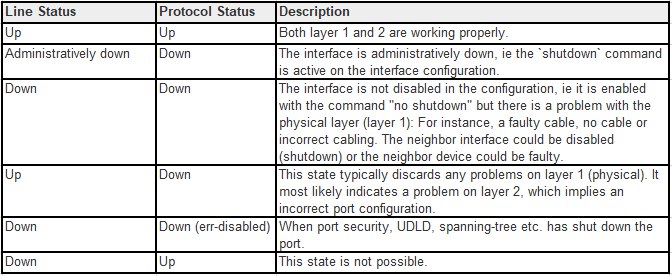 Line Status Protocol Status Description
Up Up Both layer 1 and 2 are working properly.
Administratively down Down The interface is administratively down, ie the `shutdown` command
is active on the interface configuration.
Down Down The interface is not disabled in the configuration, ie it is enabled
with the command "no shutdown" but there is a problem with the
physical layer (layer 1): For instance, a faulty cable, no cable or
incorrect cabling. The neighbor interface could be disabled
(shutdown) or the neighbor device could be faulty.
Up Down This state typically discards any problems on layer 1 (physical). It
most likely indicates a problem on layer 2, which implies an
incorrect port configuration.
Down Down (err-disabled) When port security, UDLD, spanning-tree etc. has shut down the
port.
Down Up This state is not possible.